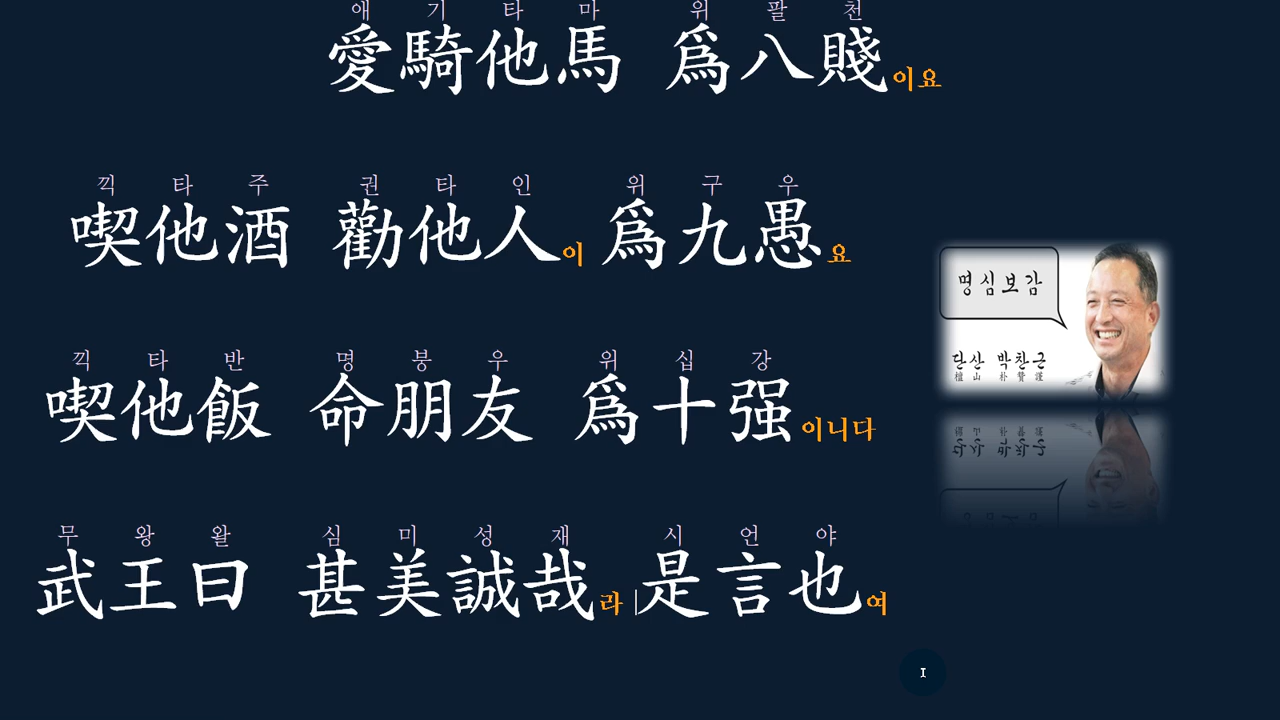 애 기 타 마 위 팔 천
愛騎他馬 爲八賤이요
끽 타 주 권 타 인 위 구 우
喫他酒 勸他人이 爲九愚요
끽 타 반 명 붕 우 위 십 강
喫他飯 命朋友 爲十强이니다
무 왕 왈 심 미 성 재 시 언 야
武王曰 甚美誠哉라 是言也여
명심보감
단산 박찬근
檀山 朴贊謹